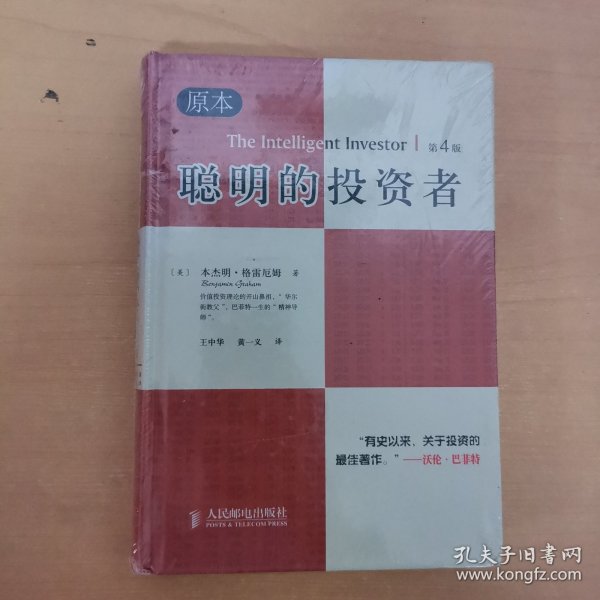 原本
The Intelligent Investor
第4版
聪明的投资者
［美］ 本杰明·格雷厄姆 著
Benjamin Graham
价值投资理论的开山鼻祖，“华尔
街教父”，巴菲特一生的“精神导
师”。
王中华 黄一义 译
“有史以来，关于投资的
最佳著作。”——沃伦·巴菲特
人民邮电出版社
POSTS & TELECOM PRESS
孔夫子旧书网
www.kongfz.com